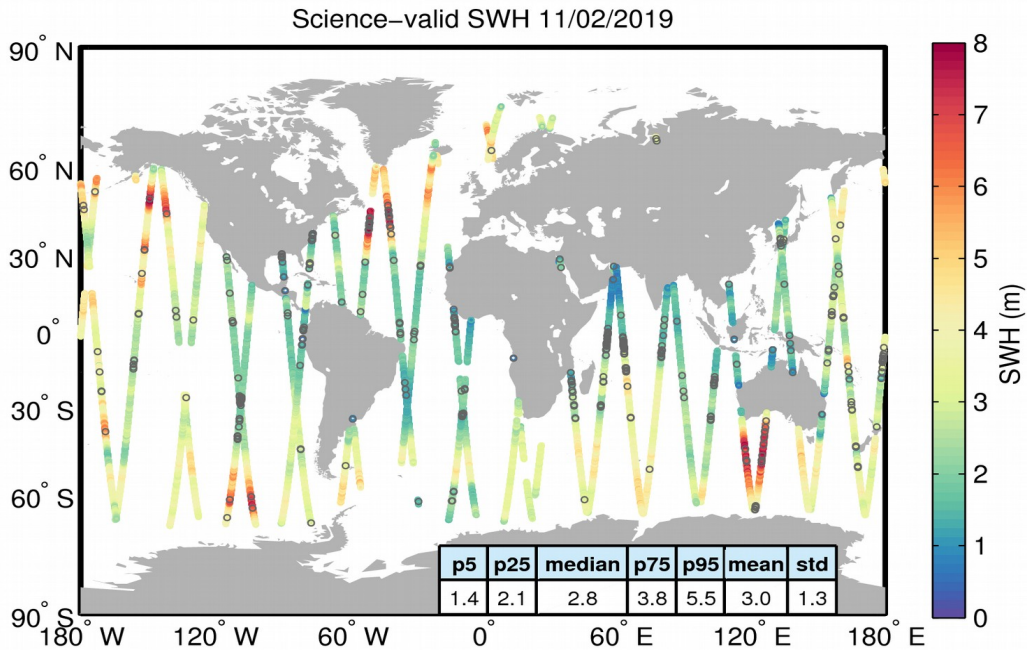 Science−valid SWH 11/02/2019
90° N
60° N
30° N
0°
30° S
60° S
90° S
180° W
120° W
60° W
0°
60° E
120° E
180° E
p5 p25 median p75 p95 mean std
1.4 2.1 2.8 3.8 5.5 3.0 1.3
8
7
6
5
4
3
2
1
0
SWH (m)